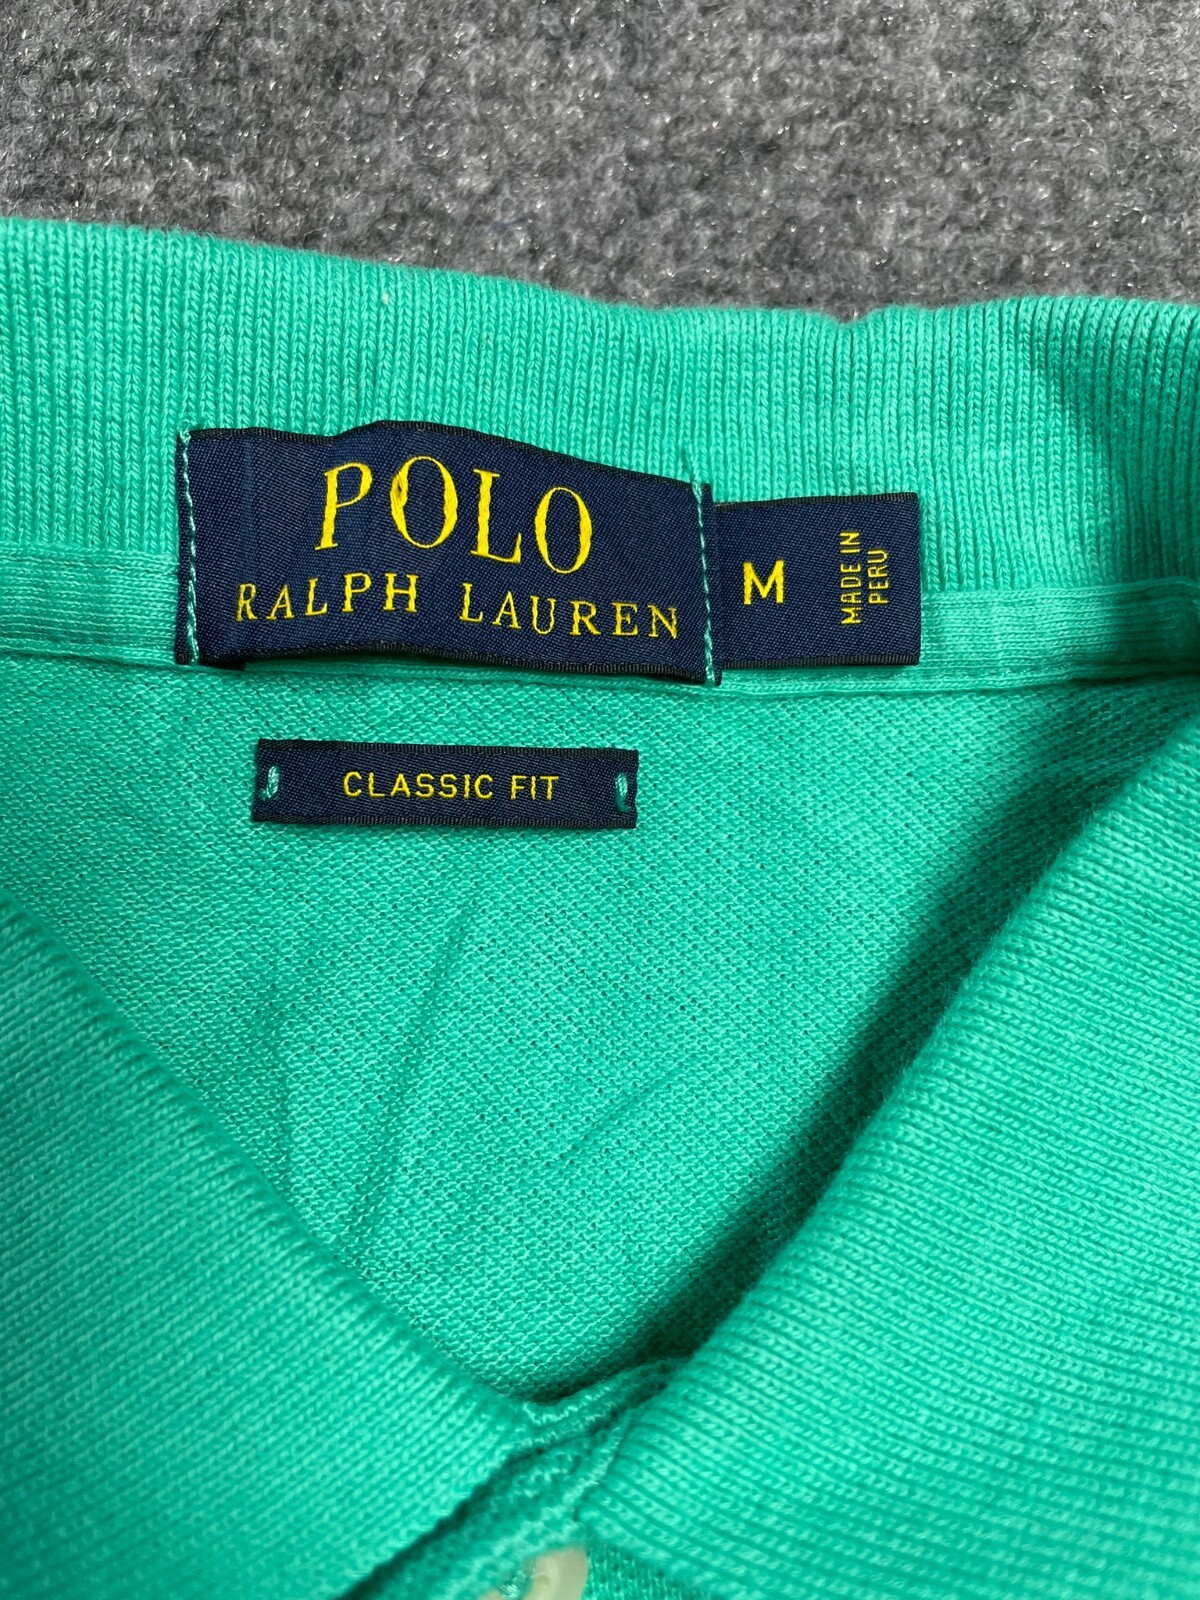 POLO
RALPH LAUREN
M
MADE IN
PERU
CLASSIC FIT